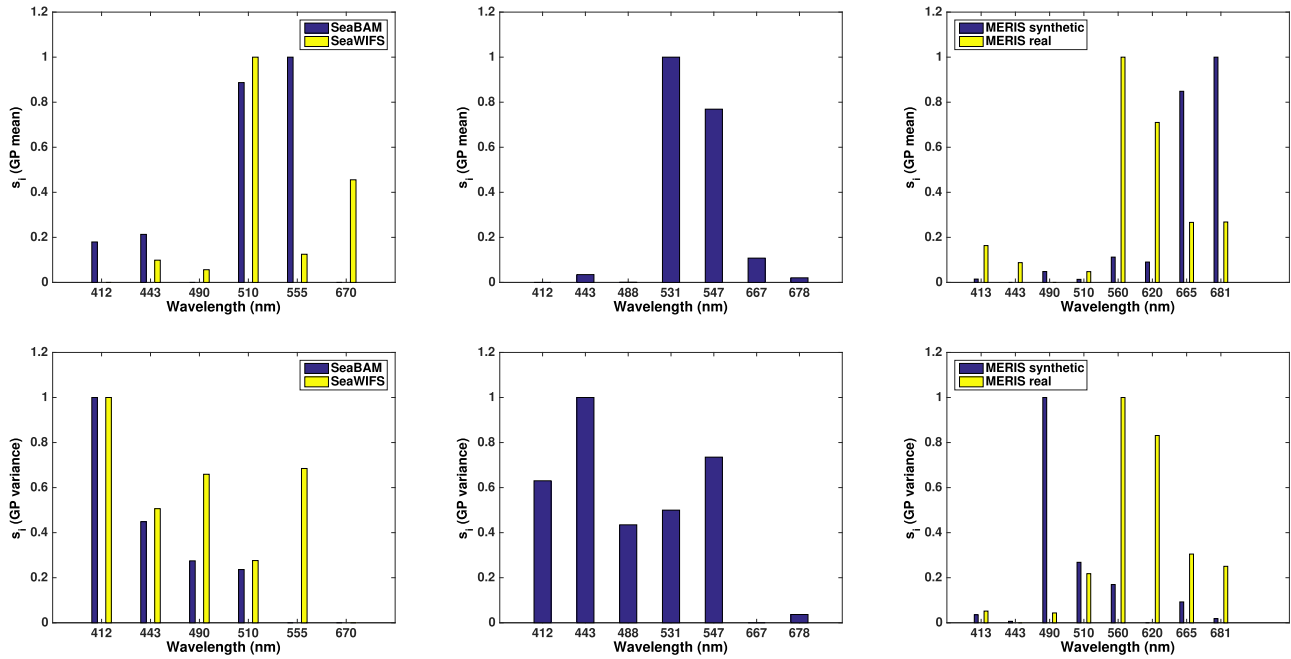 1.2
1
0.8
0.6
0.4
0.2
0
s_i (GP mean)
SeaBAM
SeaWIFS
412 443 490 510 555 670
Wavelength (nm)
1.2
1
0.8
0.6
0.4
0.2
0
s_i (GP mean)
412 443 488 531 547 667 678
Wavelength (nm)
1.2
1
0.8
0.6
0.4
0.2
0
s_i (GP mean)
MERIS synthetic
MERIS real
413 443 490 510 560 620 665 681
Wavelength (nm)
1.2
1
0.8
0.6
0.4
0.2
0
s_i (GP variance)
SeaBAM
SeaWIFS
412 443 490 510 555 670
Wavelength (nm)
1.2
1
0.8
0.6
0.4
0.2
0
s_i (GP variance)
412 443 488 531 547 667 678
Wavelength (nm)
1.2
1
0.8
0.6
0.4
0.2
0
s_i (GP variance)
MERIS synthetic
MERIS real
413 443 490 510 560 620 665 681
Wavelength (nm)